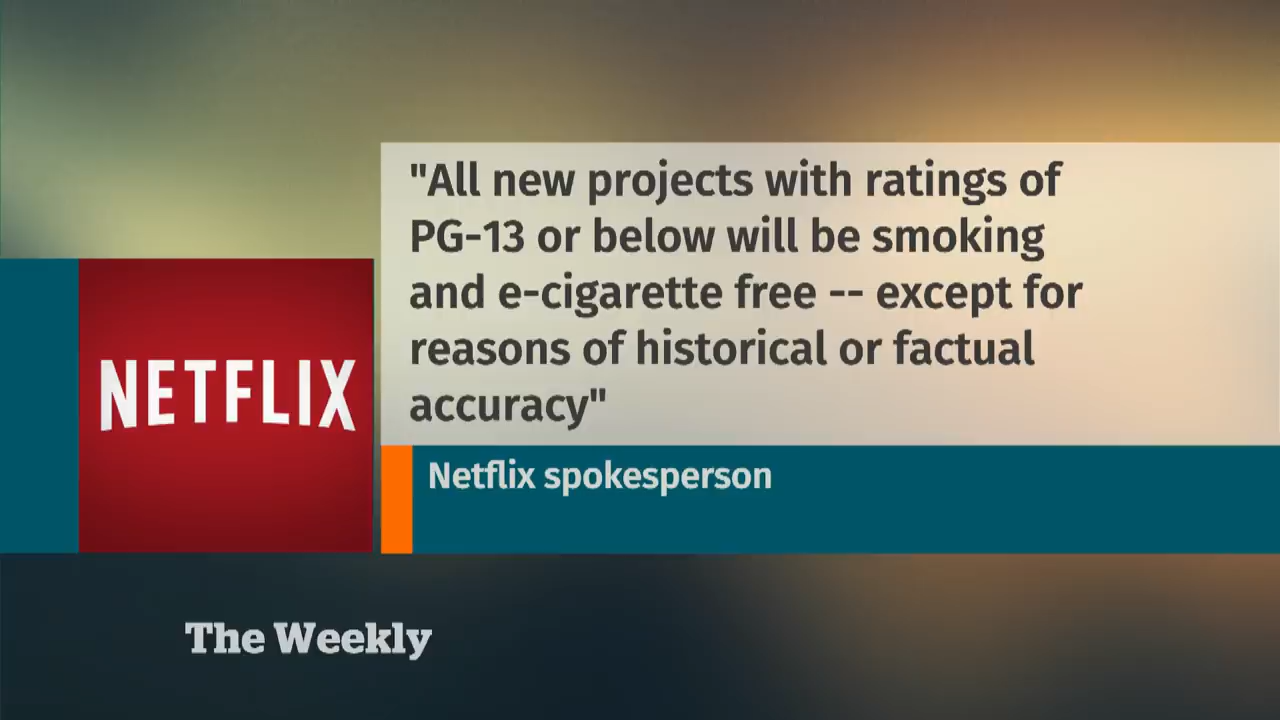 "All new projects with ratings of
PG-13 or below will be smoking
and e-cigarette free -- except for
reasons of historical or factual
accuracy"
NETFLIX
Netflix spokesperson
The Weekly